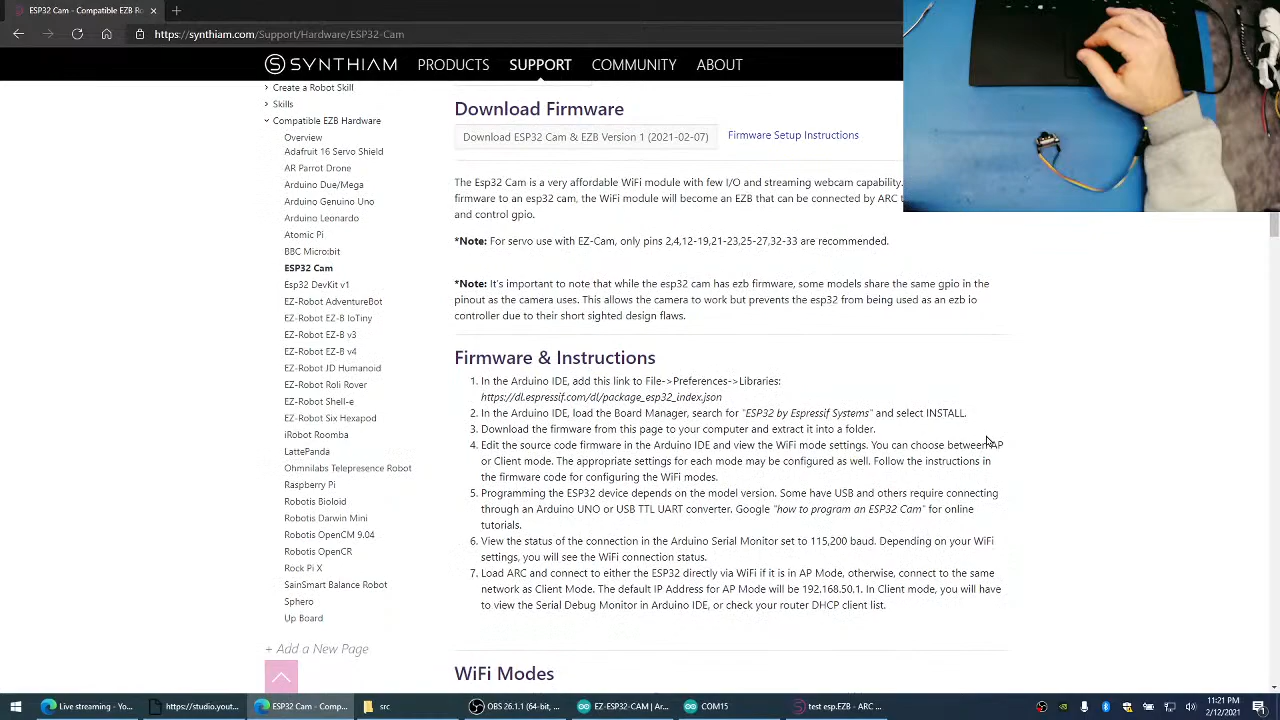 ESP32 Cam - Compatible EZB Ro
https://synthiam.com/Support/Hardware/ESP32-Cam
SYNTHIAM PRODUCTS SUPPORT COMMUNITY ABOUT
Create a Robot Skill
Skills
Compatible EZB Hardware
Overview
Adafruit 16 Servo Shield
AR Parrot Drone
Arduino Due/Mega
Arduino Genuino Uno
Arduino Leonardo
Atomic Pi
BBC Micro:bit
ESP32 Cam
Esp32 DevKit v1
EZ-Robot AdventureBot
EZ-Robot EZ-B IoTiny
EZ-Robot EZ-B v3
EZ-Robot EZ-B v4
EZ-Robot JD Humanoid
EZ-Robot Roli Rover
EZ-Robot Shell-e
EZ-Robot Six Hexapod
iRobot Roomba
LattePanda
Ohmnilabs Telepresence Robot
Raspberry Pi
Robotis Bioloid
Robotis Darwin Mini
Robotis OpenCM 9.04
Robotis OpenCR
Rock Pi X
SainSmart Balance Robot
Sphero
Up Board
+ Add a New Page
Download Firmware
Download ESP32 Cam & EZB Version 1 (2021-02-07) Firmware Setup Instructions
The Esp32 Cam is a very affordable WiFi module with few I/O and streaming webcam capability.
firmware to an esp32 cam, the WiFi module will become an EZB that can be connected by ARC t
and control gpio.
*Note: For servo use with EZ-Cam, only pins 2,4,12-19,21-23,25-27,32-33 are recommended.
*Note: It's important to note that while the esp32 cam has ezb firmware, some models share the same gpio in the
pinout as the camera uses. This allows the camera to work but prevents the esp32 from being used as an ezb io
controller due to their short sighted design flaws.
Firmware & Instructions
1. In the Arduino IDE, add this link to File->Preferences->Libraries:
https://dl.espressif.com/dl/package_esp32_index.json
2. In the Arduino IDE, load the Board Manager, search for "ESP32 by Espressif Systems" and select INSTALL.
3. Download the firmware from this page to your computer and extract it into a folder.
4. Edit the source code firmware in the Arduino IDE and view the WiFi mode settings. You can choose between AP
or Client mode. The appropriate settings for each mode may be configured as well. Follow the instructions in
the firmware code for configuring the WiFi modes.
5. Programming the ESP32 device depends on the model version. Some have USB and others require connecting
through an Arduino UNO or USB TTL UART converter. Google "how to program an ESP32 Cam" for online
tutorials.
6. View the status of the connection in the Arduino Serial Monitor set to 115,200 baud. Depending on your WiFi
settings, you will see the WiFi connection status.
7. Load ARC and connect to either the ESP32 directly via WiFi if it is in AP Mode, otherwise, connect to the same
network as Client Mode. The default IP Address for AP Mode will be 192.168.50.1. In Client mode, you will have
to view the Serial Debug Monitor in Arduino IDE, or check your router DHCP client list.
WiFi Modes
Live streaming - Yo... https://studio.yout... ESP32 Cam - Comp... src OBS 26.1.1 (64-bit, ... EZ-ESP32-CAM | Ar... COM15 test esp.EZB - ARC ... 11:21 PM
2/12/2021